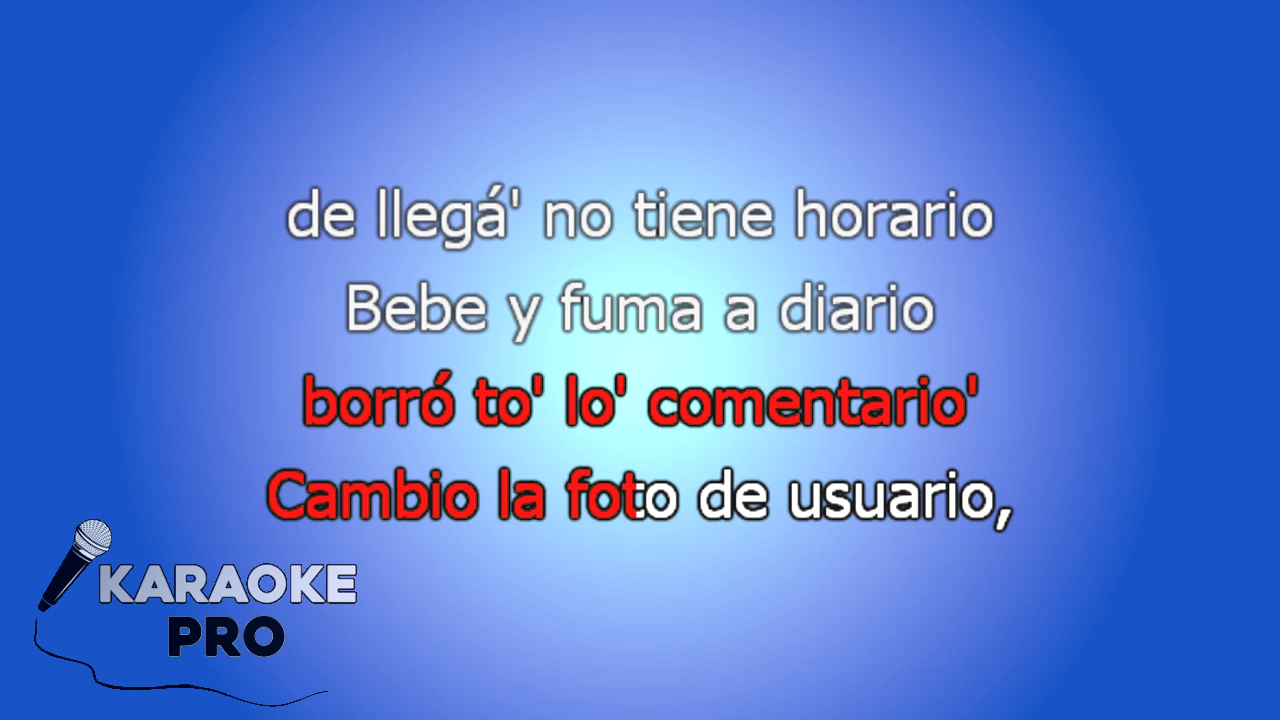 de llegá' no tiene horario
Bebe y fuma a diario
borró to' lo' comentario'
Cambio la foto de usuario,
KARAOKE
PRO